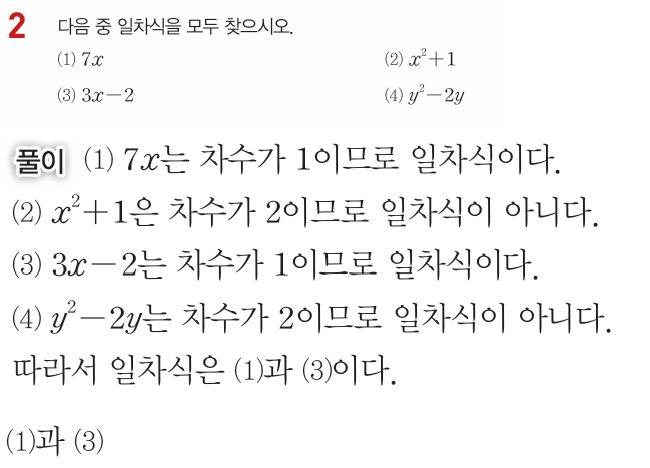 2 다음 중 일차식을 모두 찾으시오.
(1) 7x (2) x²+1
(3) 3x-2 (4) y²-2y
풀이 (1) 7x는 차수가 1이므로 일차식이다.
(2) x²+1은 차수가 2이므로 일차식이 아니다.
(3) 3x-2는 차수가 1이므로 일차식이다.
(4) y²-2y는 차수가 2이므로 일차식이 아니다.
따라서 일차식은 (1)과 (3)이다.
(1)과 (3)